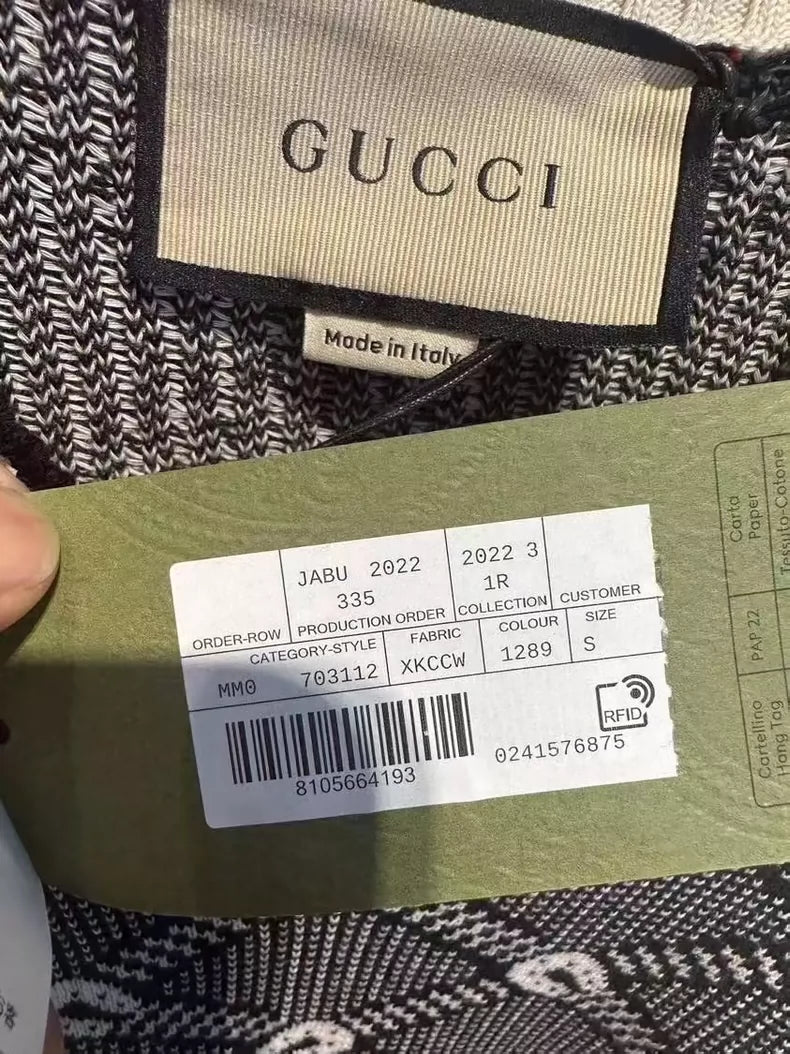 GUCCI
Made in Italy
JABU 2022
335
2022 3
1R
ORDER-ROW
PRODUCTION ORDER
COLLECTION
CUSTOMER
CATEGORY-STYLE
FABRIC
COLOUR
SIZE
MM0 703112
XKCCW
1289
S
RFID
8105664193
0241576875
Carta
Paper
Tessuto-Cotone
PAP 22
Cartellino
Hang Tag